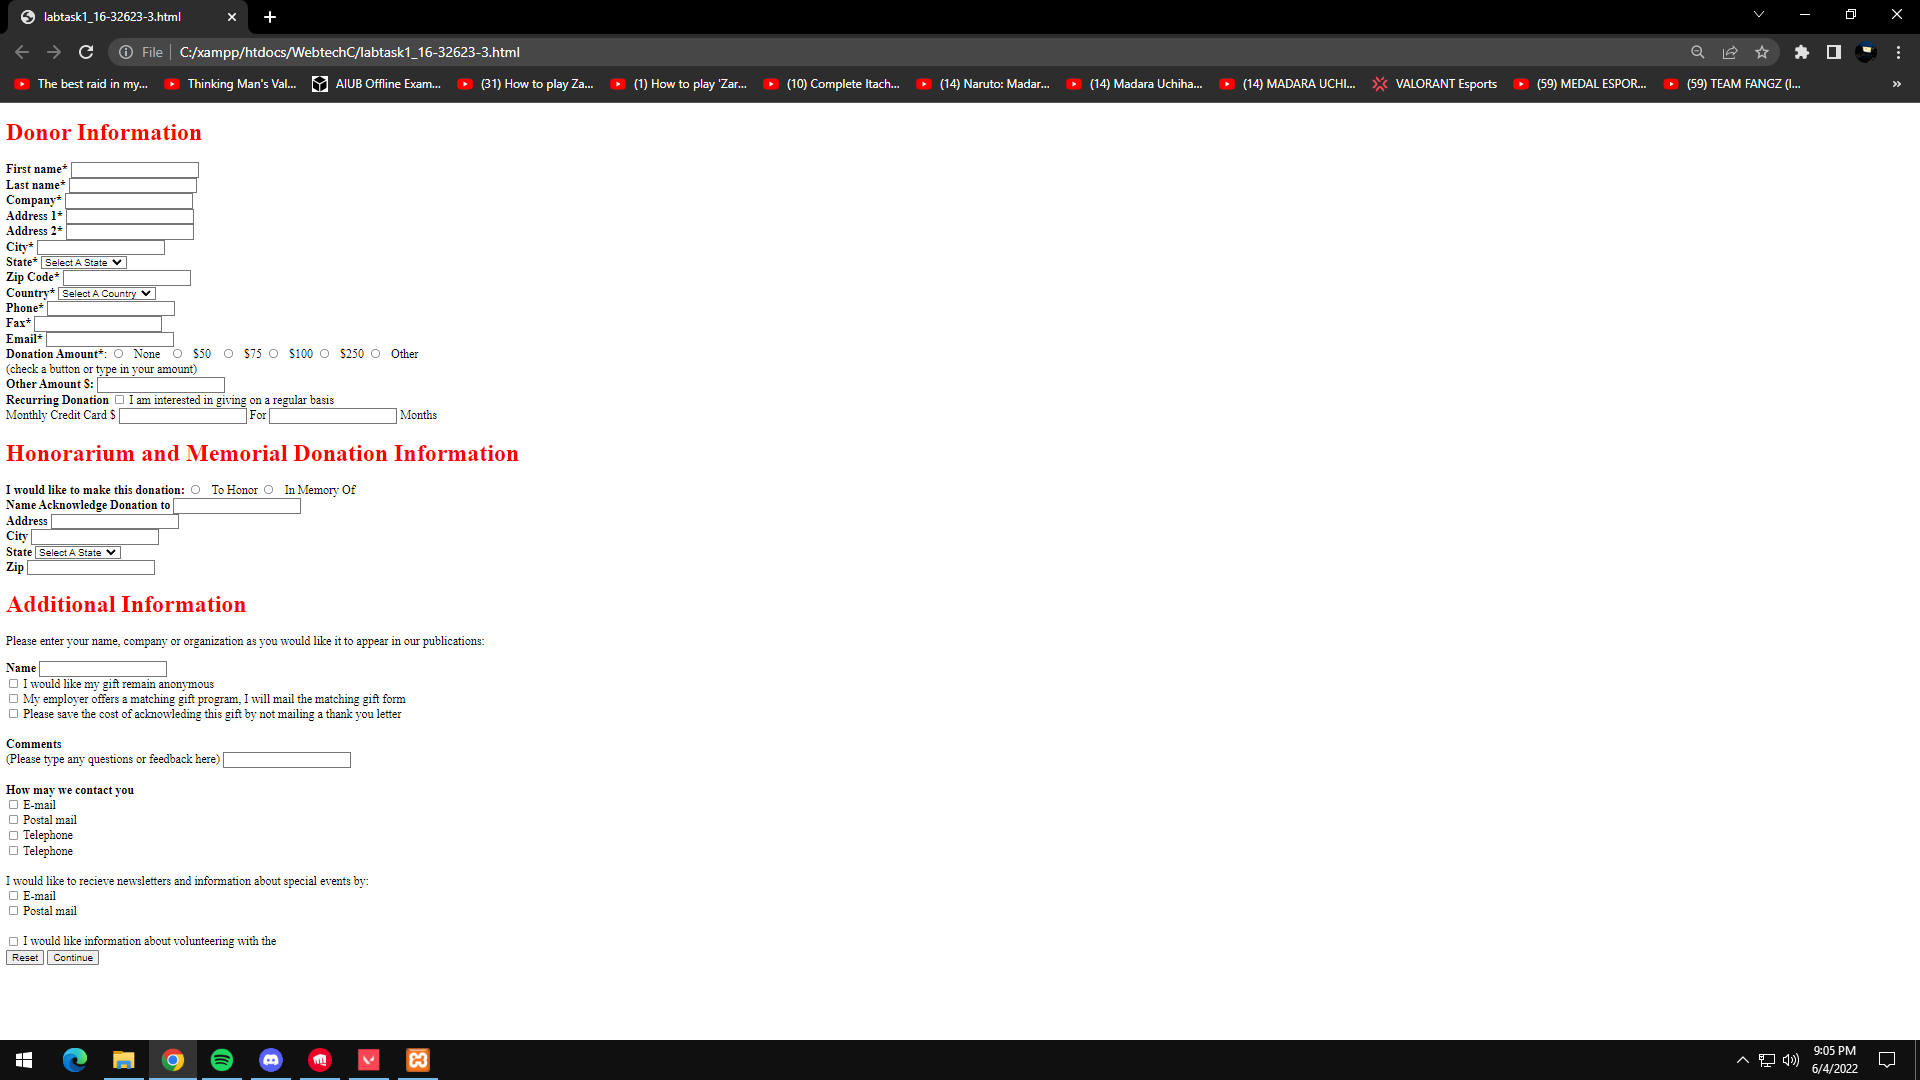 labtask1_16-32623-3.html
File C:/xampp/htdocs/WebtechC/labtask1_16-32623-3.html
The best raid in my... Thinking Man's Val... AIUB Offline Exam... (31) How to play Za... (1) How to play 'Zar... (10) Complete Itach... (14) Naruto: Madar... (14) Madara Uchiha... (14) MADARA UCHI... VALORANT Esports (59) MEDAL ESPOR... (59) TEAM FANGZ (I...
Donor Information
First name*
Last name*
Company*
Address 1*
Address 2*
City*
State* Select A State
Zip Code*
Country* Select A Country
Phone*
Fax*
Email*
Donation Amount*: None $50 $75 $100 $250 Other
(check a button or type in your amount)
Other Amount $:
Recurring Donation I am interested in giving on a regular basis
Monthly Credit Card $ For Months
Honorarium and Memorial Donation Information
I would like to make this donation: To Honor In Memory Of
Name Acknowledge Donation to
Address
City
State Select A State
Zip
Additional Information
Please enter your name, company or organization as you would like it to appear in our publications:
Name
I would like my gift remain anonymous
My employer offers a matching gift program, I will mail the matching gift form
Please save the cost of acknowleding this gift by not mailing a thank you letter
Comments
(Please type any questions or feedback here)
How may we contact you
E-mail
Postal mail
Telephone
Telephone
I would like to recieve newsletters and information about special events by:
E-mail
Postal mail
I would like information about volunteering with the
Reset Continue
9:05 PM
6/4/2022